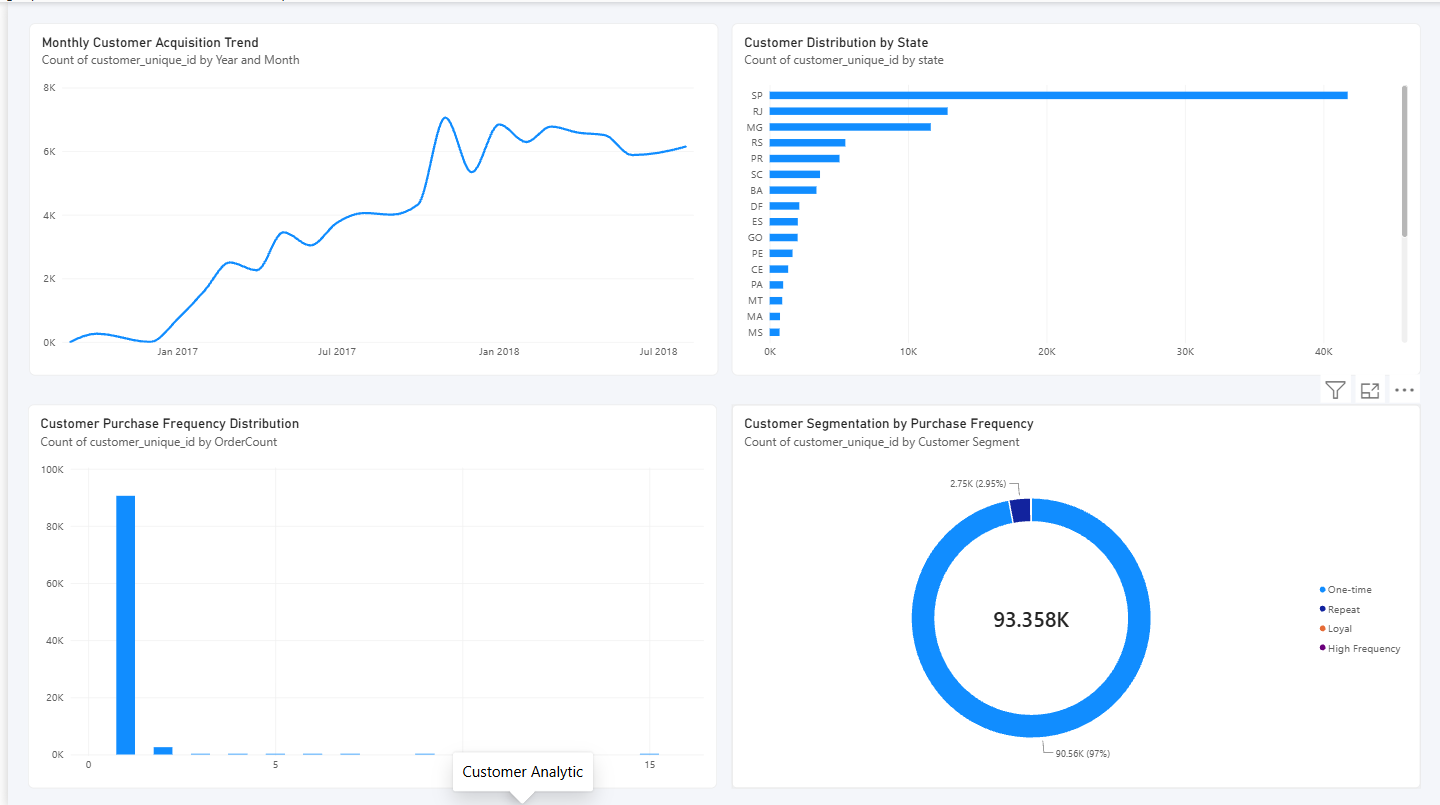 Monthly Customer Acquisition Trend
Count of customer_unique_id by Year and Month
8K
6K
4K
2K
0K
Jan 2017
Jul 2017
Jan 2018
Jul 2018
Customer Distribution by State
Count of customer_unique_id by state
SP
RJ
MG
RS
PR
SC
BA
DF
ES
GO
PE
CE
PA
MT
MA
MS
0K
10K
20K
30K
40K
Customer Purchase Frequency Distribution
Count of customer_unique_id by OrderCount
100K
80K
60K
40K
20K
0K
0
5
15
Customer Analytic
Customer Segmentation by Purchase Frequency
Count of customer_unique_id by Customer Segment
2.75K (2.95%)
93.358K
90.56K (97%)
One-time
Repeat
Loyal
High Frequency